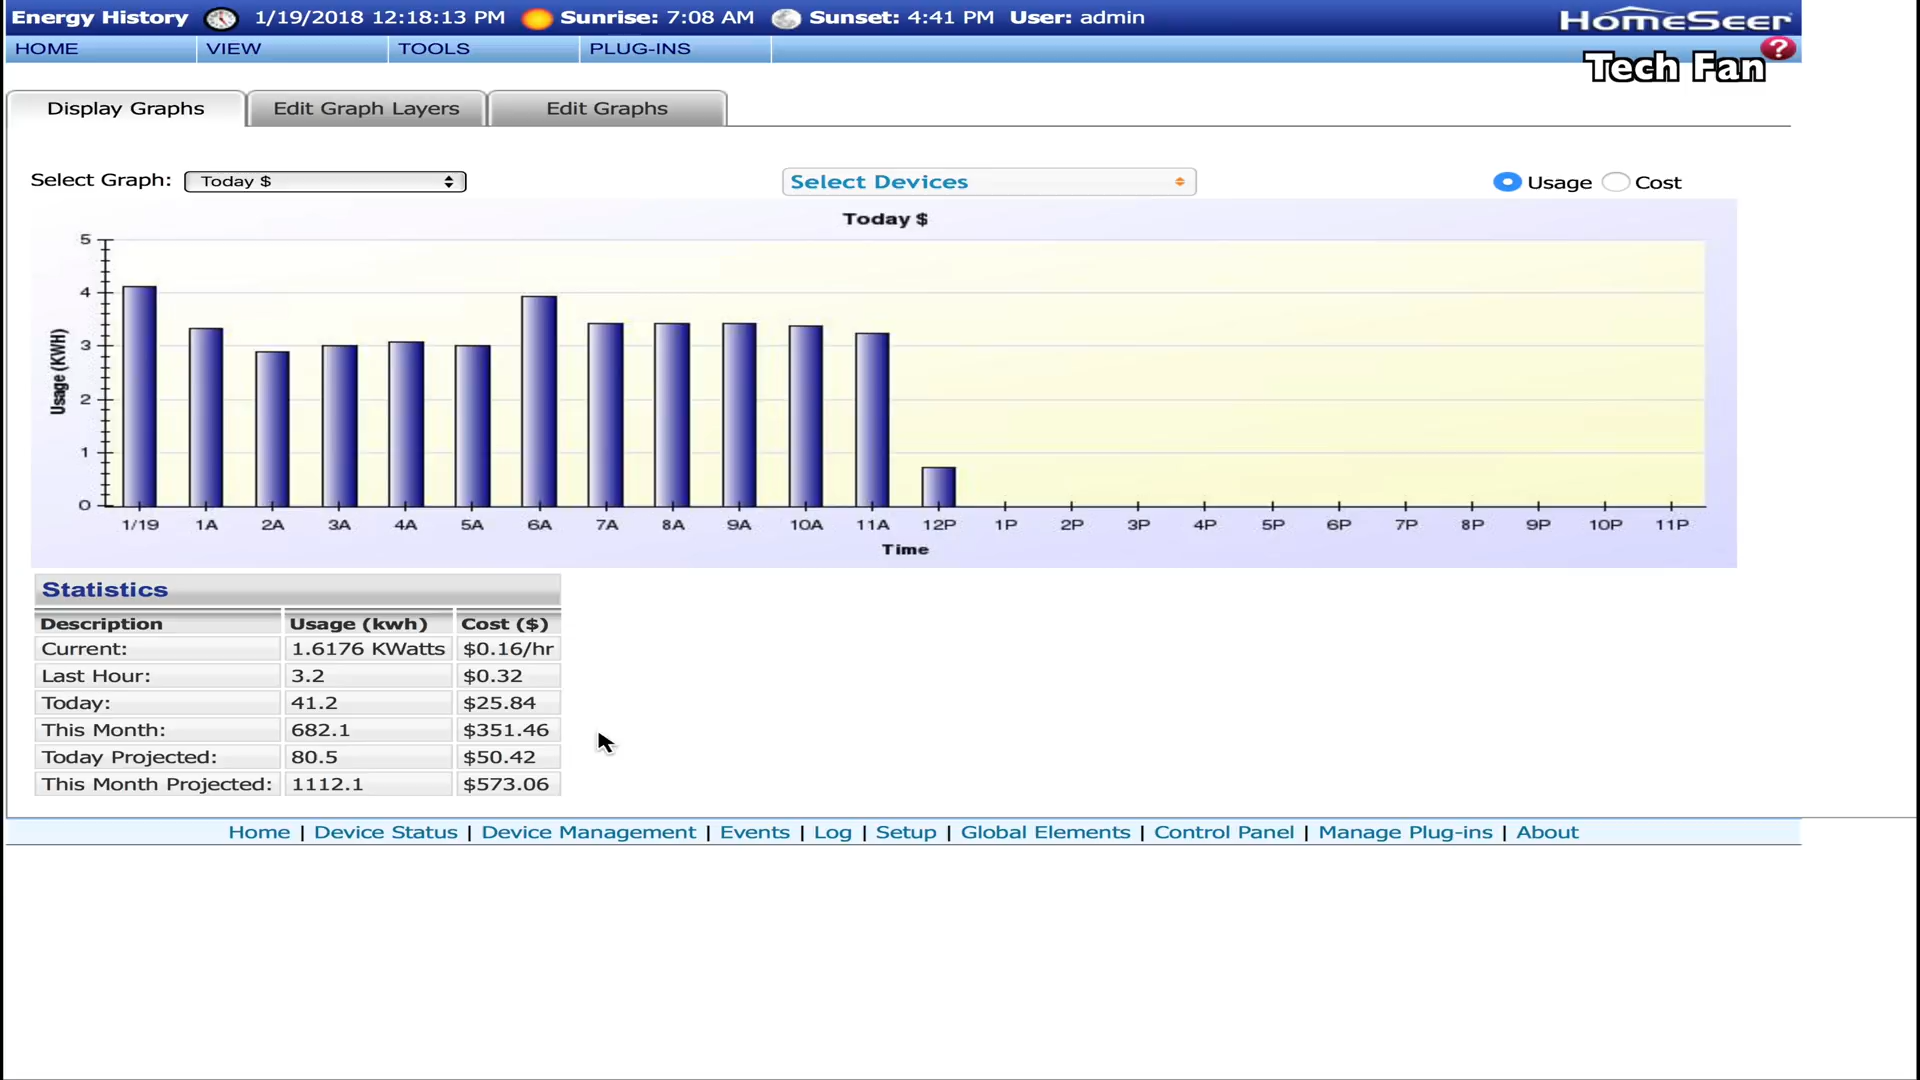 Energy History 1/19/2018 12:18:13 PM Sunrise: 7:08 AM Sunset: 4:41 PM User: admin HomeSeer
HOME VIEW TOOLS PLUG-INS ?
Tech Fan
Display Graphs Edit Graph Layers Edit Graphs
Select Graph: Today $ Select Devices Usage Cost
Today $
5
4
3
2
1
0
Usage (KWH)
1/19 1A 2A 3A 4A 5A 6A 7A 8A 9A 10A 11A 12P 1P 2P 3P 4P 5P 6P 7P 8P 9P 10P 11P
Time
Statistics
Description Usage (kwh) Cost ($)
Current: 1.6176 KWatts $0.16/hr
Last Hour: 3.2 $0.32
Today: 41.2 $25.84
This Month: 682.1 $351.46
Today Projected: 80.5 $50.42
This Month Projected: 1112.1 $573.06
Home | Device Status | Device Management | Events | Log | Setup | Global Elements | Control Panel | Manage Plug-ins | About